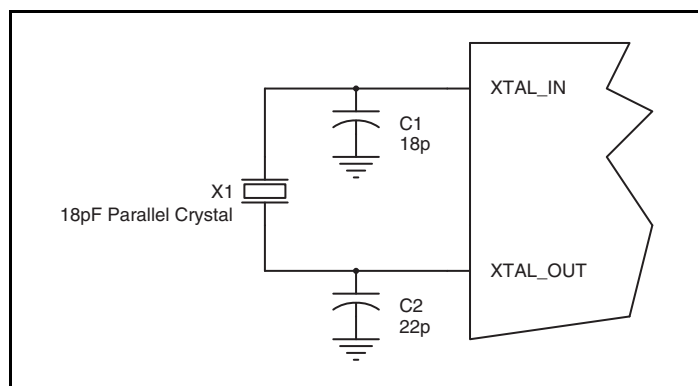 XTAL_IN
C1
18p
X1
18pF Parallel Crystal
XTAL_OUT
C2
22p